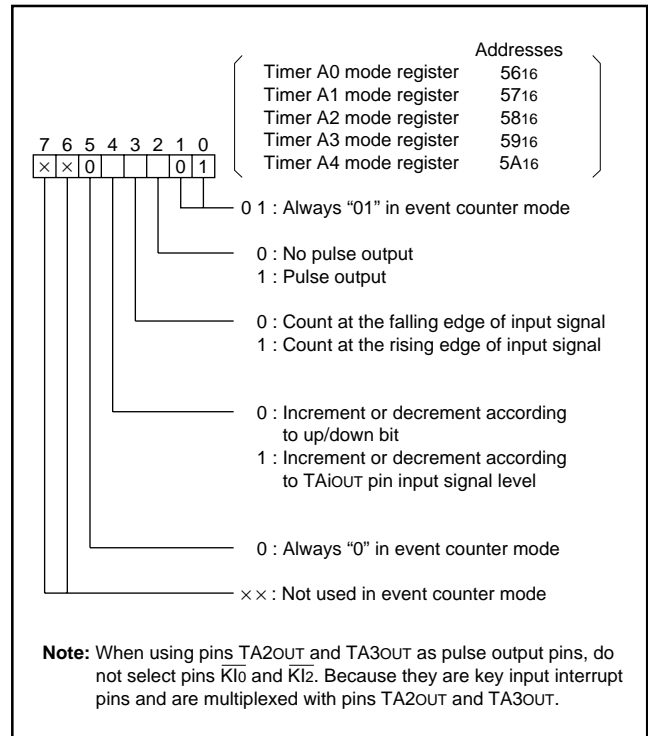 Addresses
Timer A0 mode register 5616
Timer A1 mode register 5716
Timer A2 mode register 5816
Timer A3 mode register 5916
Timer A4 mode register 5A16
7 6 5 4 3 2 1 0
× × 0 0 1
0 1 : Always “01” in event counter mode
0 : No pulse output
1 : Pulse output
0 : Count at the falling edge of input signal
1 : Count at the rising edge of input signal
0 : Increment or decrement according
to up/down bit
1 : Increment or decrement according
to TAiOUT pin input signal level
0 : Always “0” in event counter mode
×× : Not used in event counter mode
Note: When using pins TA2OUT and TA3OUT as pulse output pins, do
not select pins KI0 and KI2. Because they are key input interrupt
pins and are multiplexed with pins TA2OUT and TA3OUT.